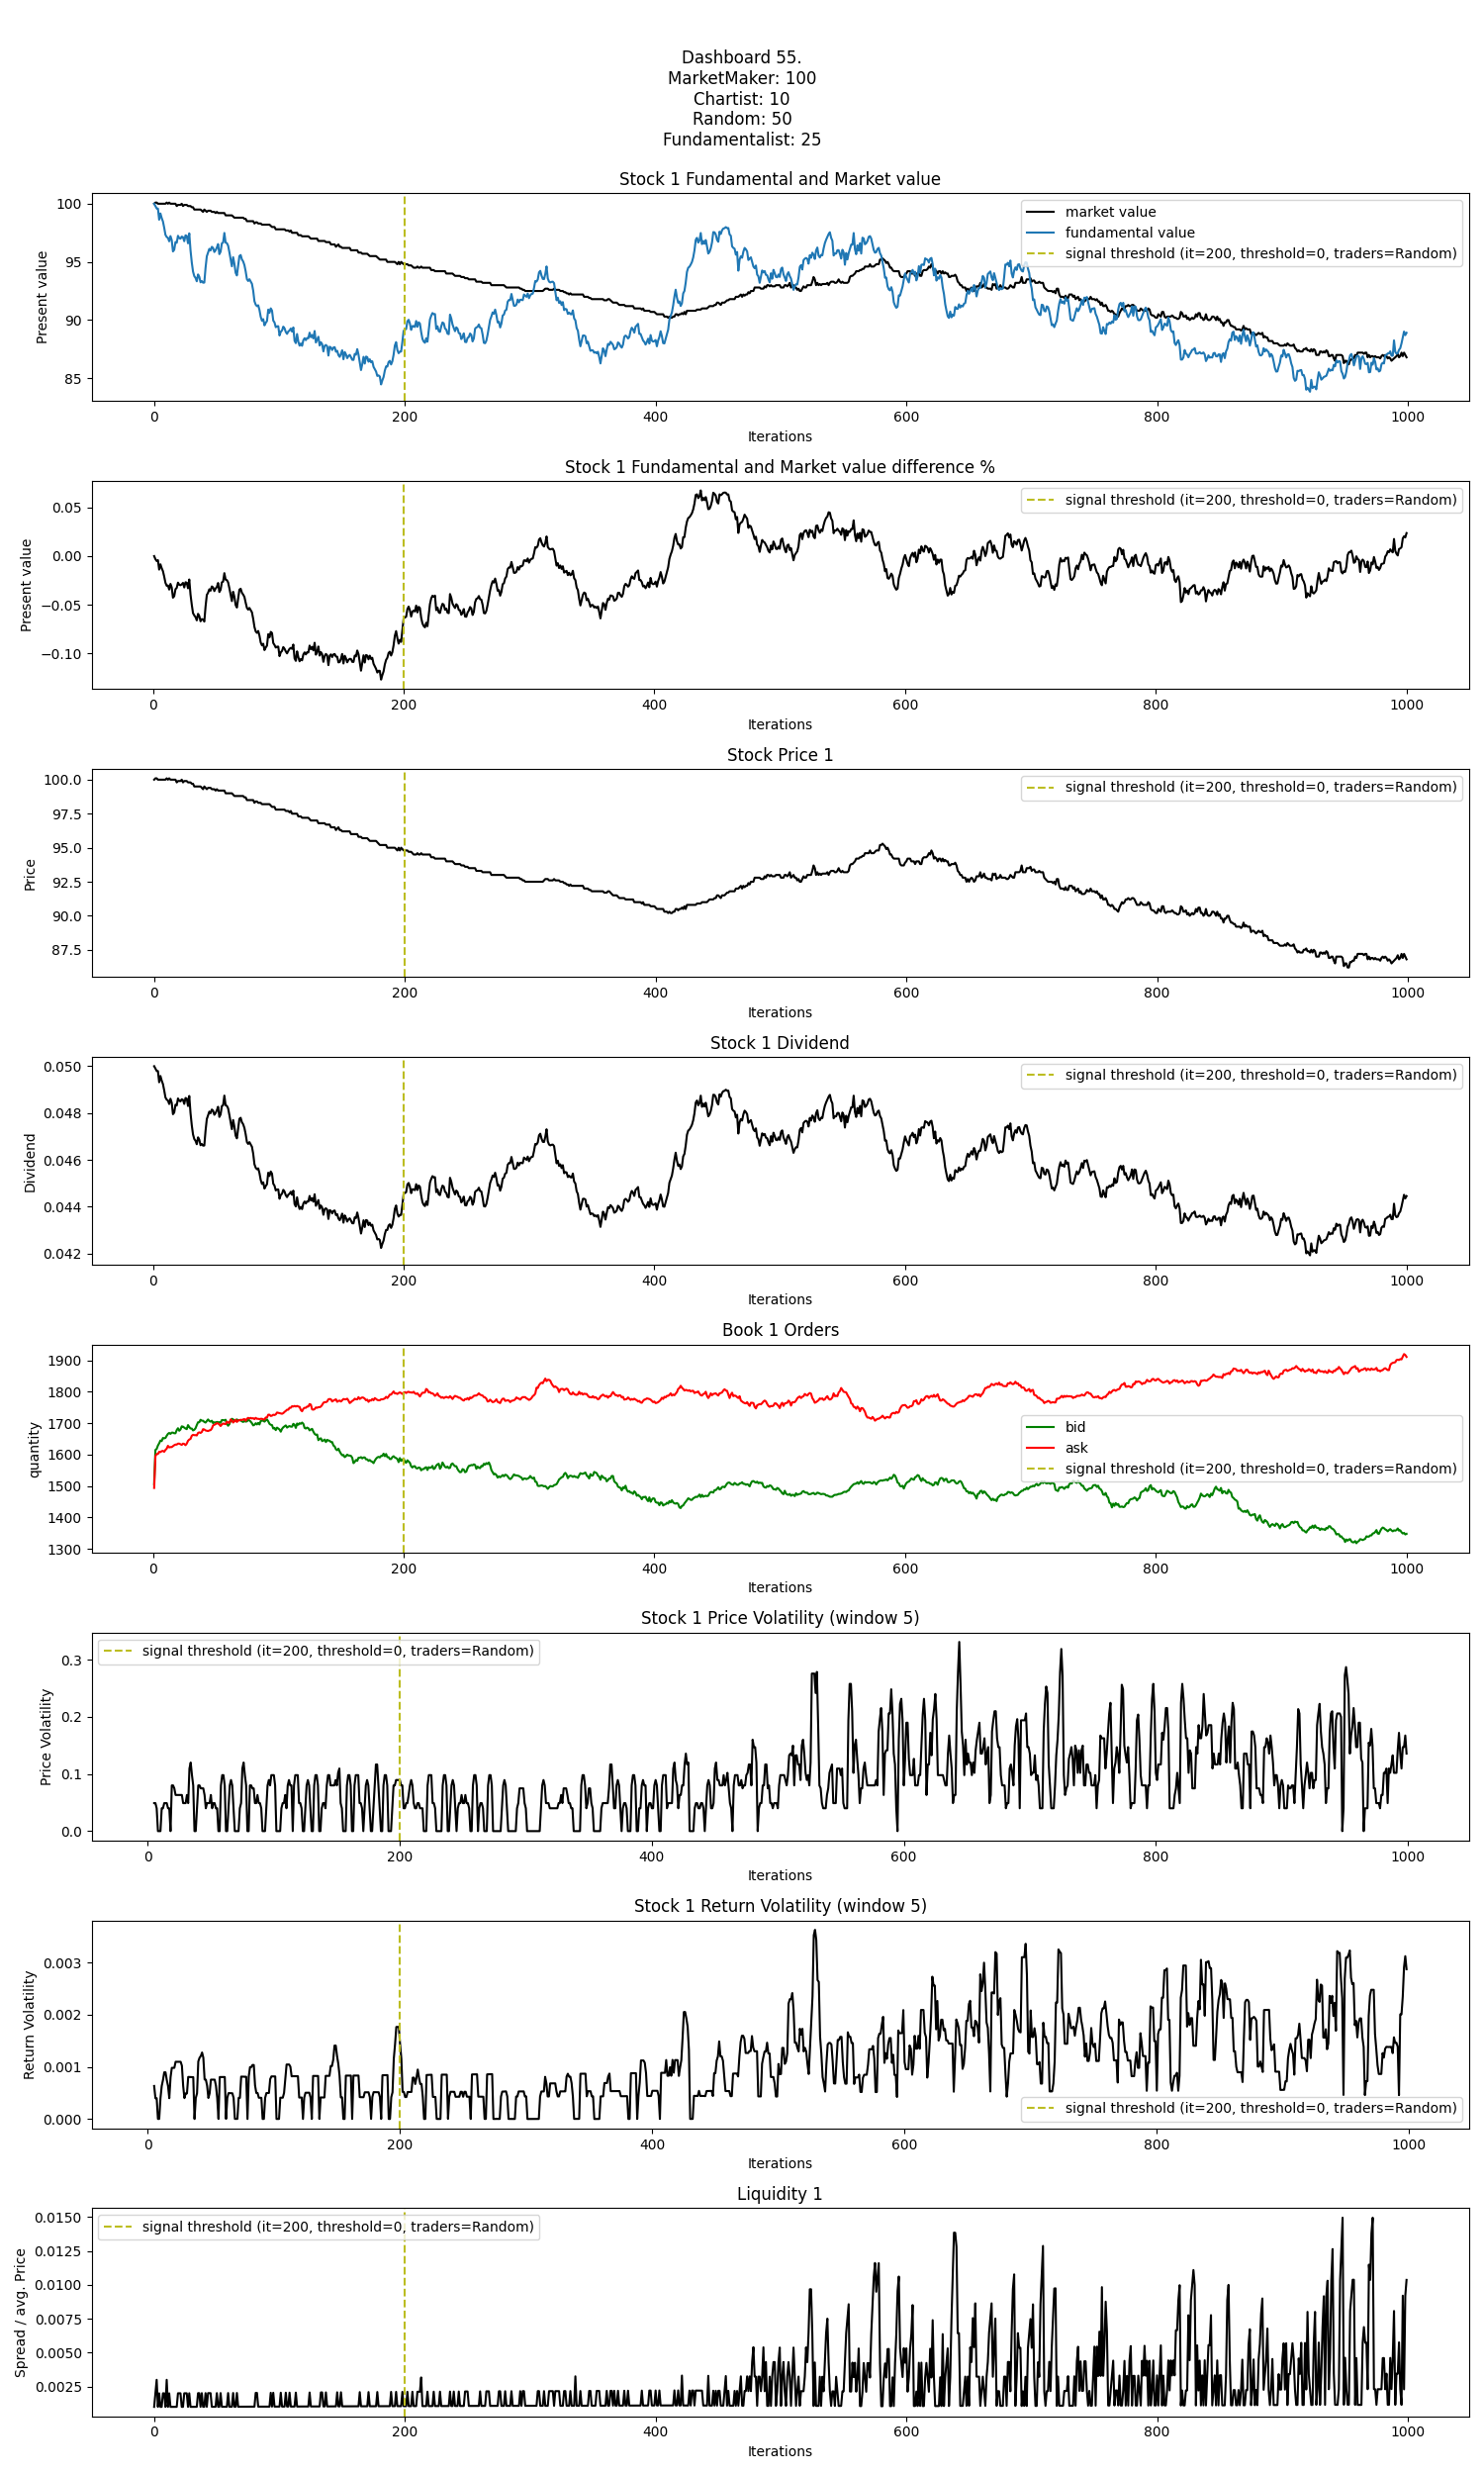 Dashboard 55.
MarketMaker: 100
Chartist: 10
Random: 50
Fundamentalist: 25
Stock 1 Fundamental and Market value
100
95
90
85
Present value
market value
fundamental value
signal threshold (it=200, threshold=0, traders=Random)
0 200 400 600 800 1000
Iterations
Stock 1 Fundamental and Market value difference %
0.05
0.00
−0.05
−0.10
Present value
signal threshold (it=200, threshold=0, traders=Random)
0 200 400 600 800 1000
Iterations
Stock Price 1
100.0
97.5
95.0
92.5
90.0
87.5
Price
signal threshold (it=200, threshold=0, traders=Random)
0 200 400 600 800 1000
Iterations
Stock 1 Dividend
0.050
0.048
0.046
0.044
0.042
Dividend
signal threshold (it=200, threshold=0, traders=Random)
0 200 400 600 800 1000
Iterations
Book 1 Orders
1900
1800
1700
1600
1500
1400
1300
quantity
bid
ask
signal threshold (it=200, threshold=0, traders=Random)
0 200 400 600 800 1000
Iterations
Stock 1 Price Volatility (window 5)
0.3
0.2
0.1
0.0
Price Volatility
signal threshold (it=200, threshold=0, traders=Random)
0 200 400 600 800 1000
Iterations
Stock 1 Return Volatility (window 5)
0.003
0.002
0.001
0.000
Return Volatility
signal threshold (it=200, threshold=0, traders=Random)
0 200 400 600 800 1000
Iterations
Liquidity 1
0.0150
0.0125
0.0100
0.0075
0.0050
0.0025
Spread / avg. Price
signal threshold (it=200, threshold=0, traders=Random)
0 200 400 600 800 1000
Iterations